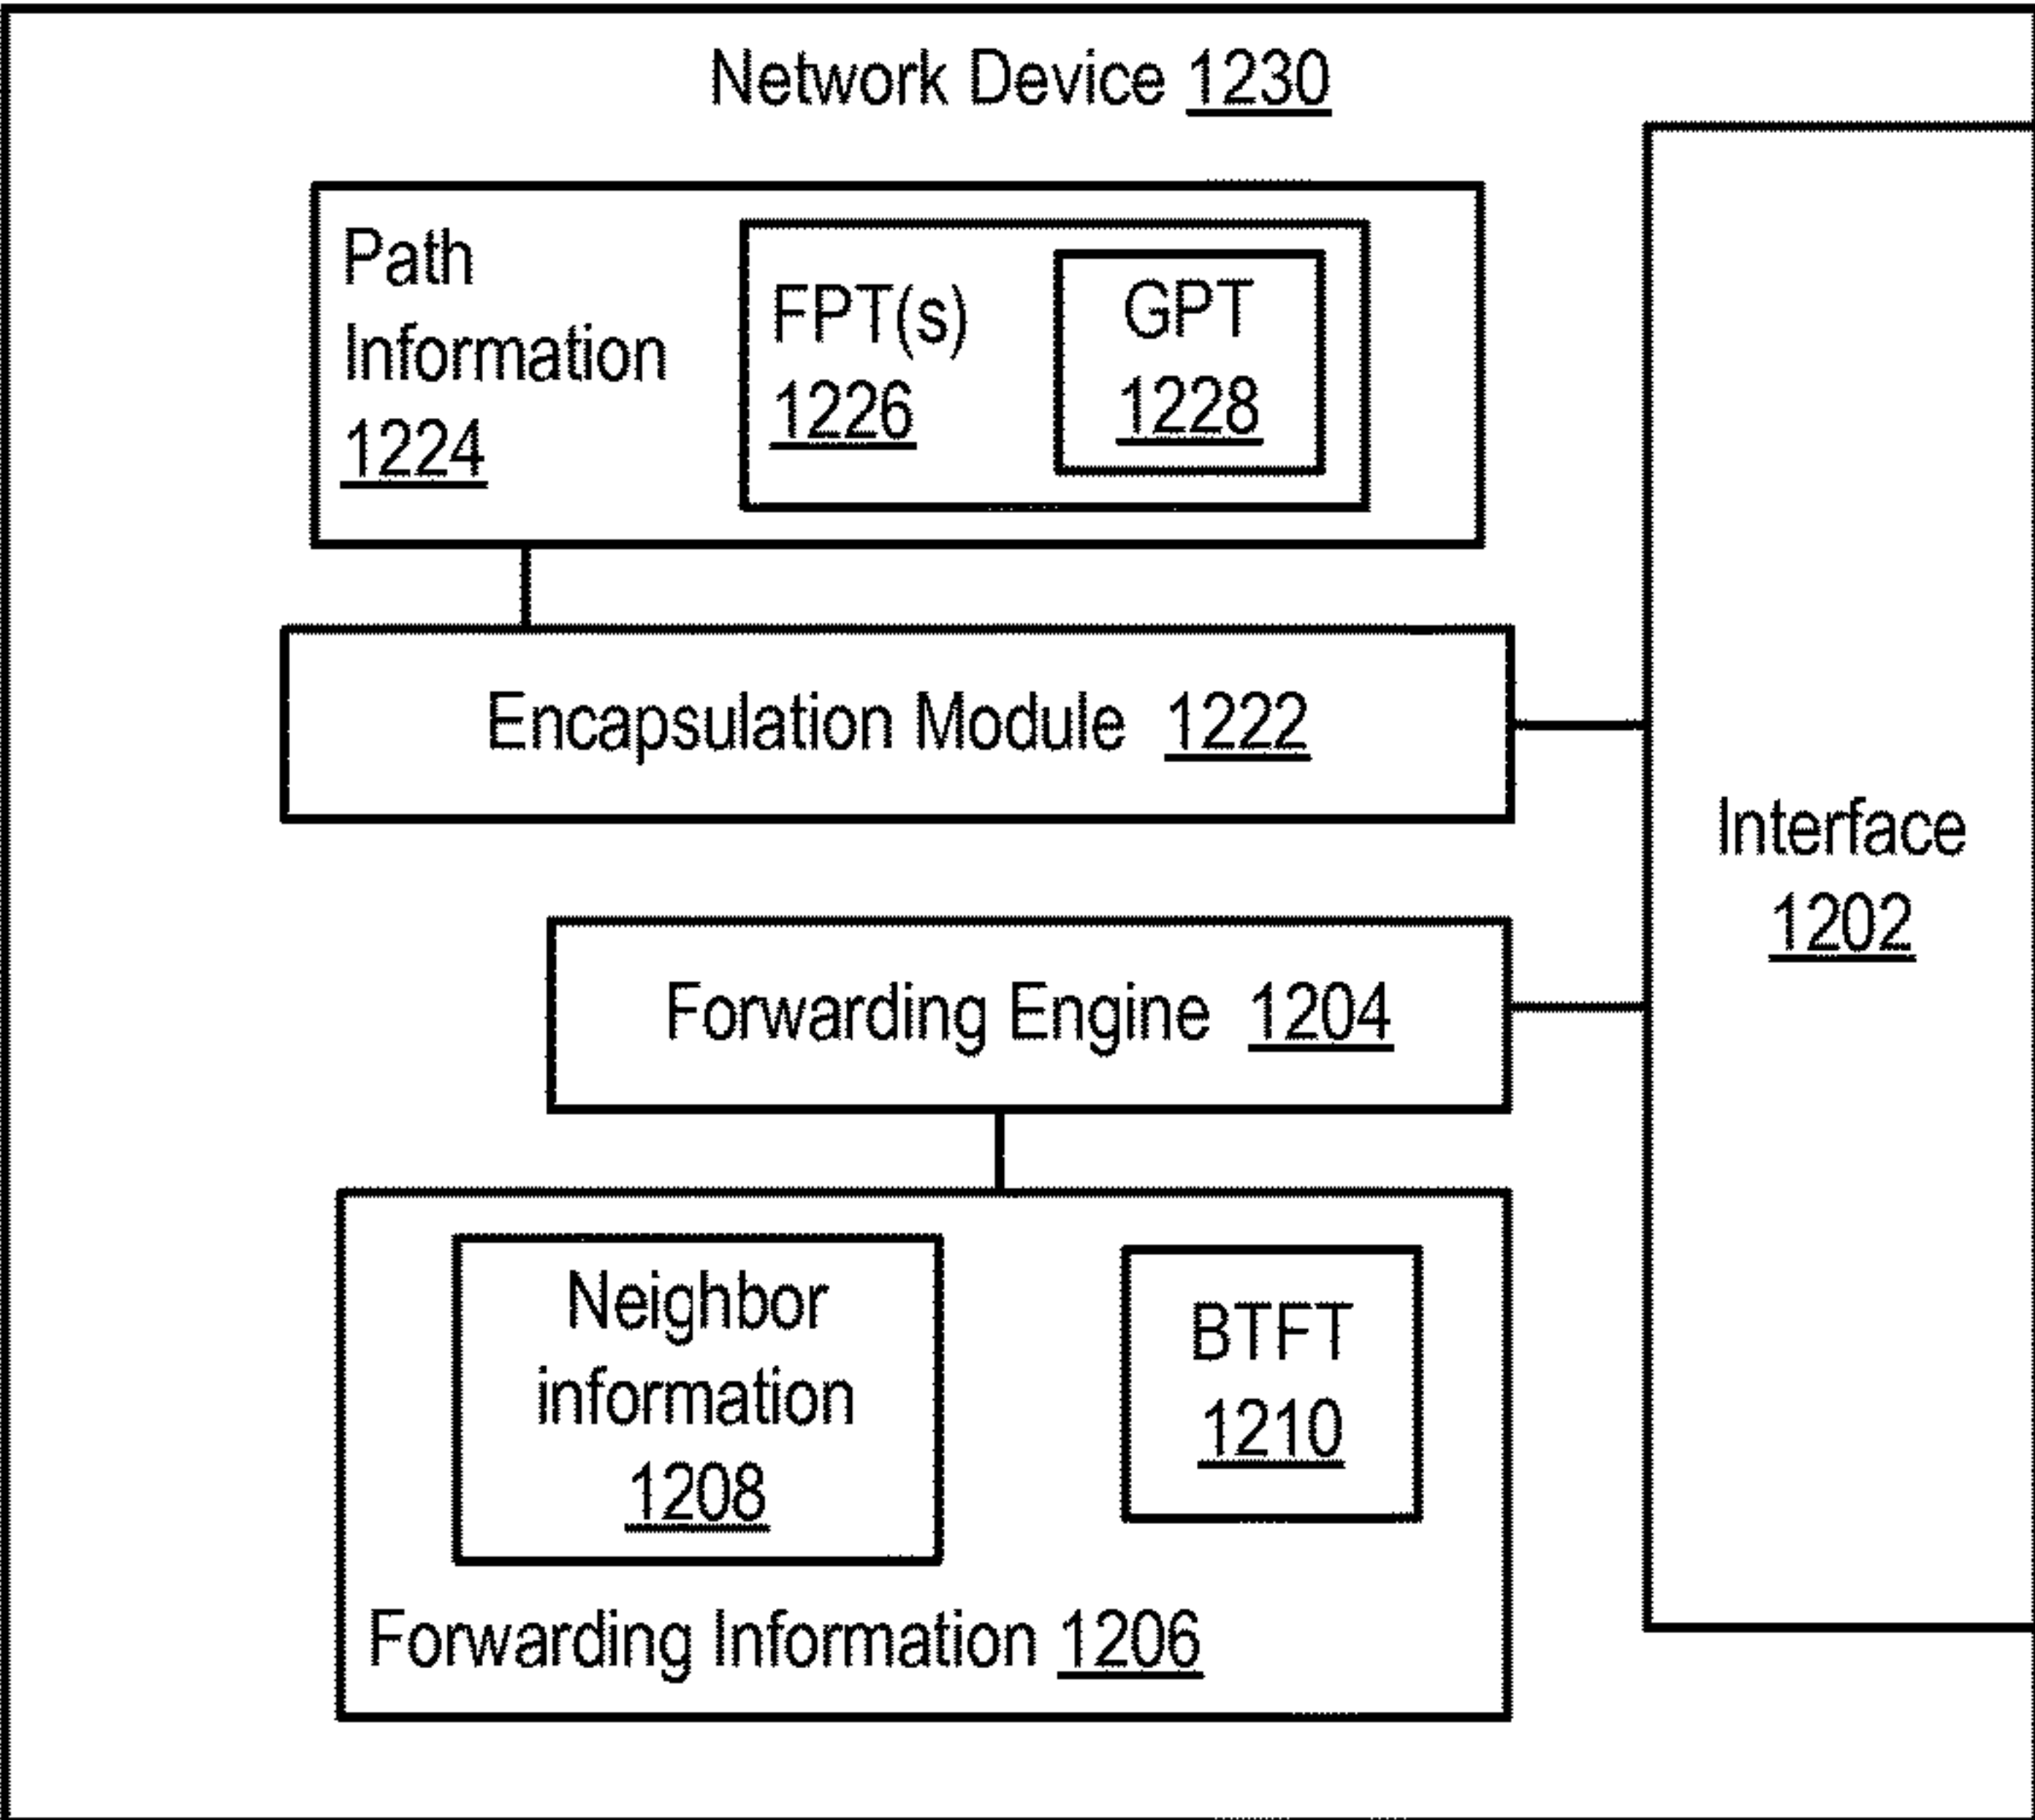 Network Device 1230
Path
Information
1224
FPT(s)
1226
GPT
1228
Encapsulation Module 1222
Interface
1202
Forwarding Engine 1204
Neighbor
information
1208
BTFT
1210
Forwarding Information 1206